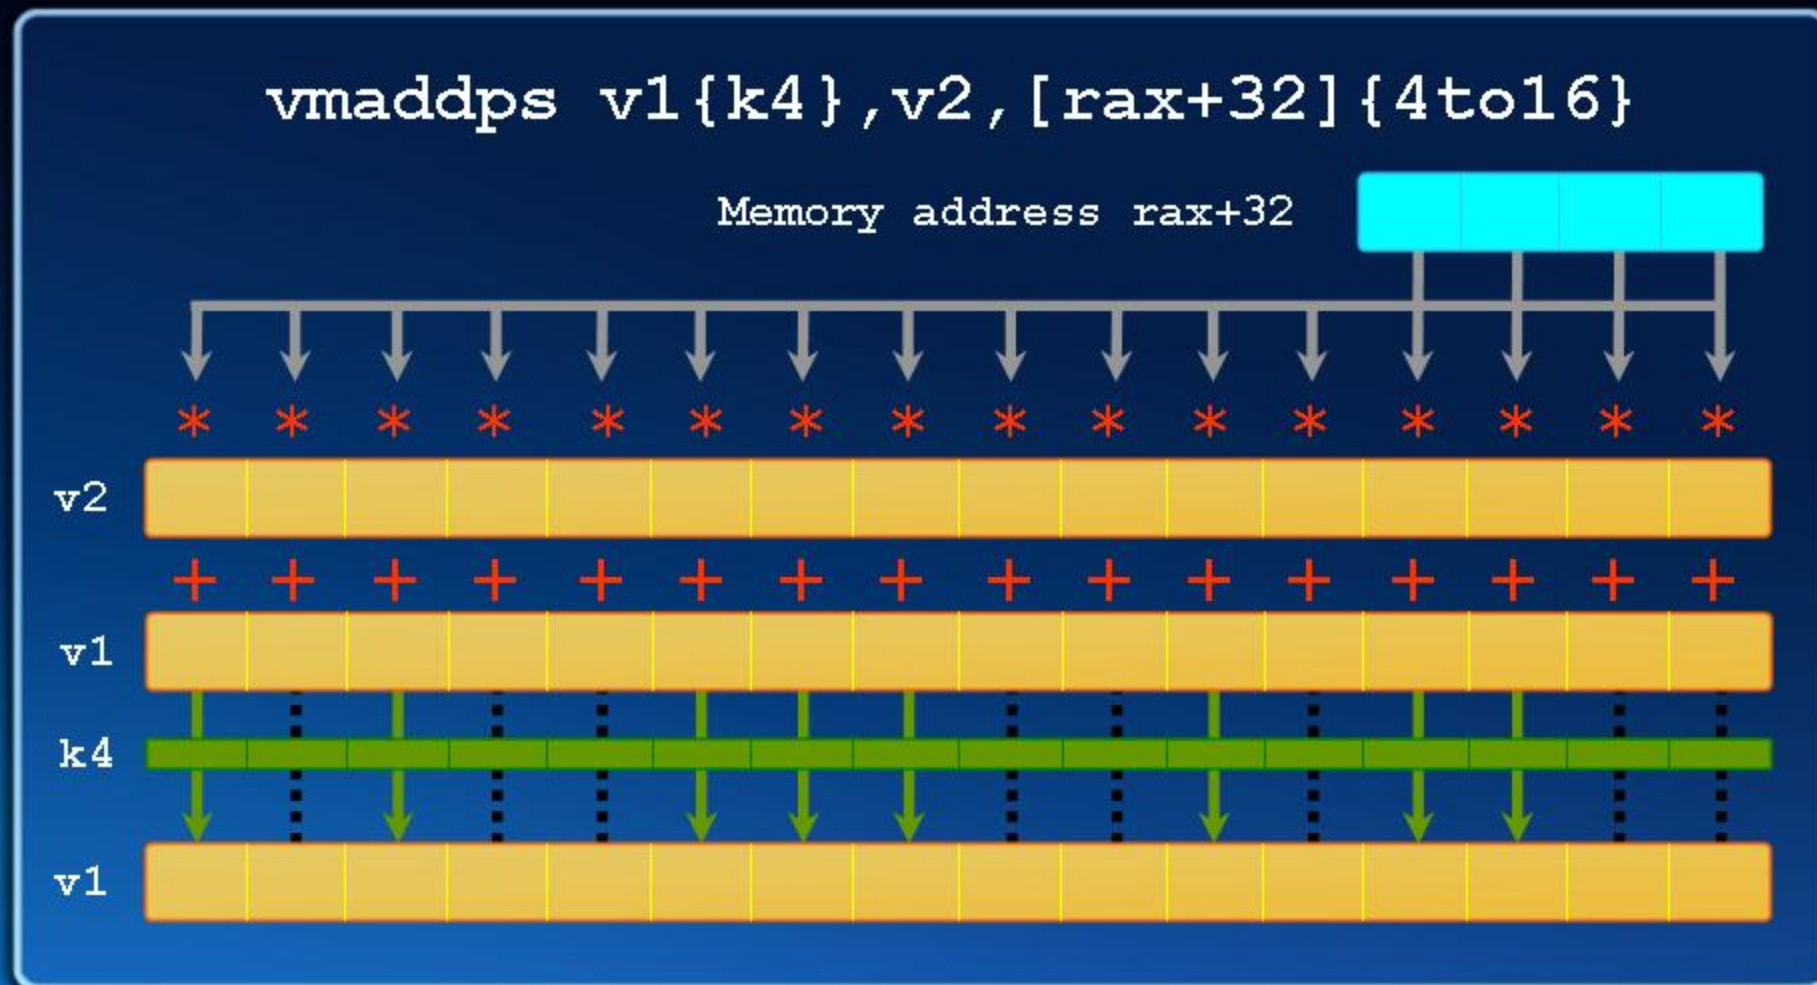 vmaddps v1{k4},v2,[rax+32]{4to16}
Memory address rax+32
* * * * * * * * * * * * * * * *
v2
+ + + + + + + + + + + + + + + +
v1
k4
v1